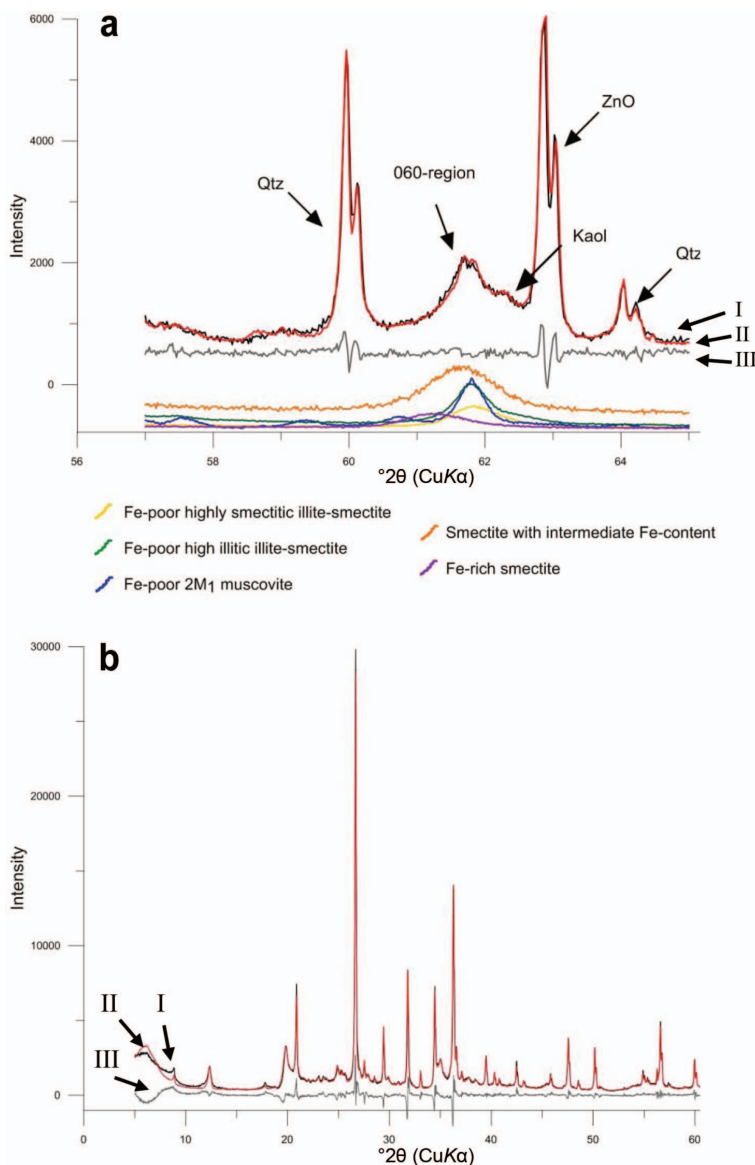 a
6000
4000
2000
0
Intensity
Qtz
060-region
ZnO
Kaol
Qtz
I
II
III
56
58
60
62
64
°2θ (CuKα)
Fe-poor highly smectitic illite-smectite
Fe-poor high illitic illite-smectite
Fe-poor 2M₁ muscovite
Smectite with intermediate Fe-content
Fe-rich smectite
b
30000
20000
10000
0
Intensity
II
I
III
0
10
20
30
40
50
60
°2θ (CuKα)